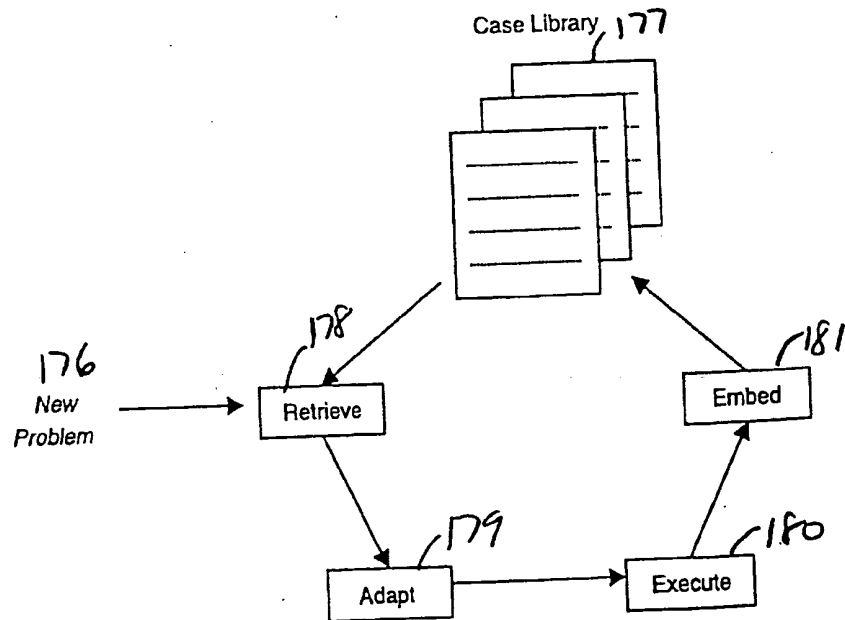 Case Library 177
178
176
New
Problem
Retrieve
181
Embed
179
Adapt
180
Execute